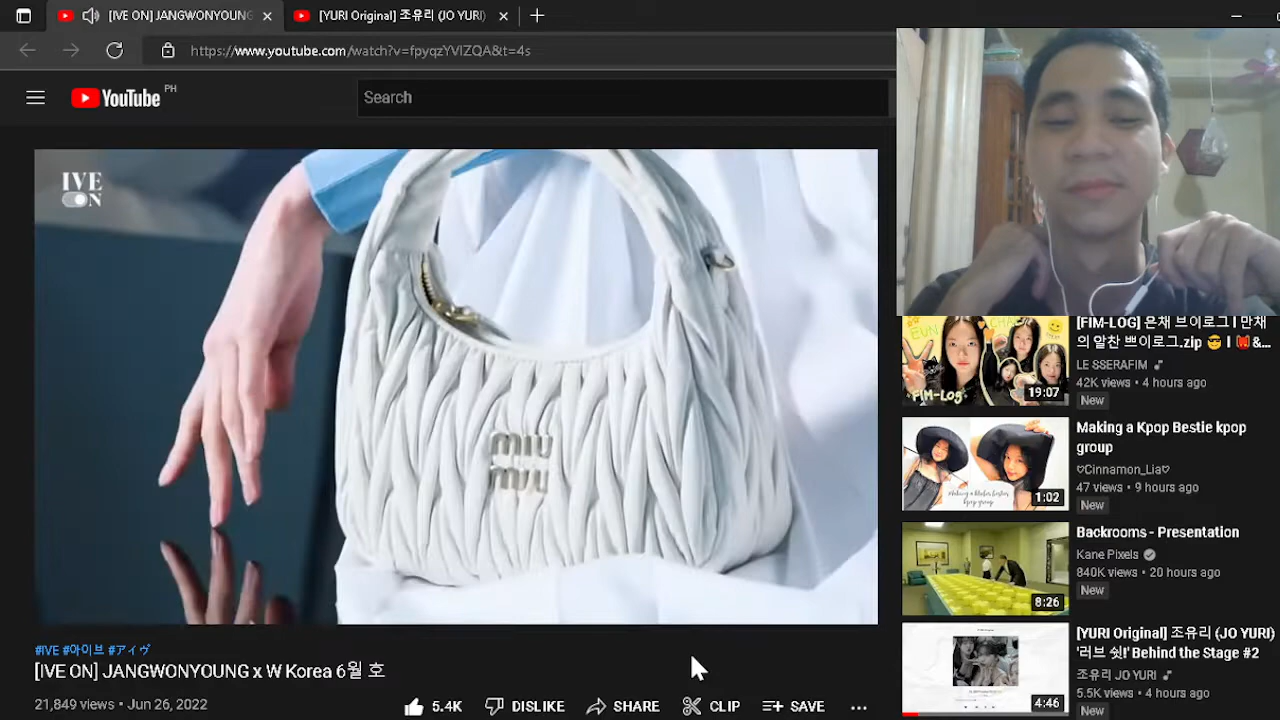 [IVE ON] JANGWONYOUNG
[YURI Original] 조유리 (JO YURI)
https://www.youtube.com/watch?v=fpyqzYVlZQA&t=4s
YouTube PH
Search
IVE
ON
miu
miu
#IVE #아이브 #アイヴ
[IVE ON] JANGWONYOUNG x W Korea 6월 호
21,849 views • Jun 26, 2022
5.4K
DISLIKE
SHARE
CLIP
SAVE
EUN
CHAE
FIM-LOG
19:07
[FIM-LOG] 은채 브이로그 I 만채
의 알찬 쁘이로그.zip 😎 I 👹&...
LE SSERAFIM
42K views • 4 hours ago
New
1:02
Making a Kpop Bestie kpop
group
♡Cinnamon_Lia♡
47 views • 9 hours ago
New
8:26
Backrooms - Presentation
Kane Pixels
840K views • 20 hours ago
New
4:46
[YURI Original] 조유리 (JO YURI)
'러브 쉿!' Behind the Stage #2
조유리 JO YURI
5.5K views • 4 hours ago
New